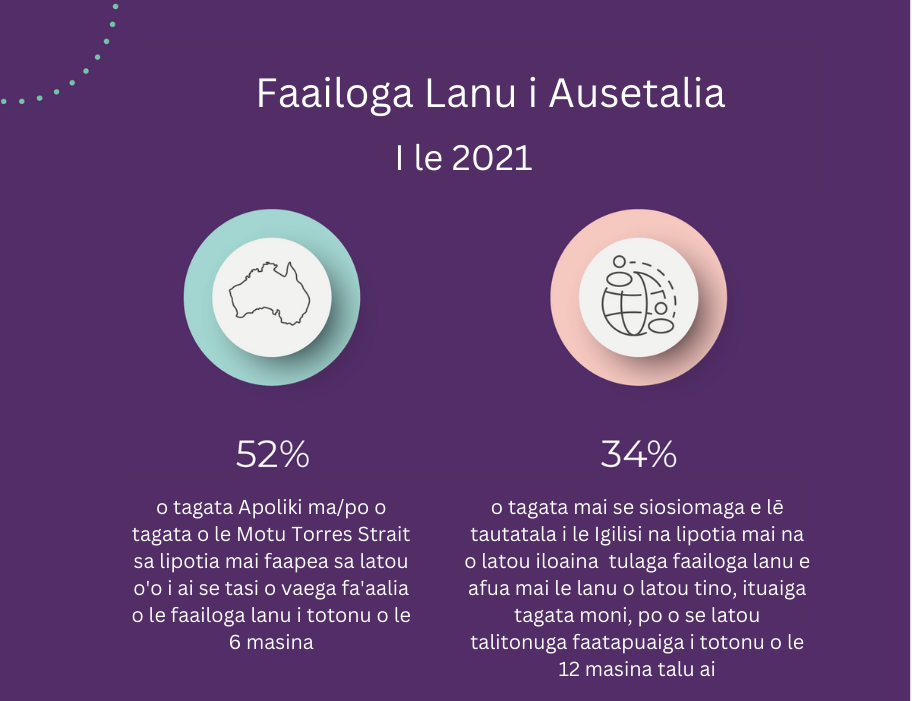 Faailoga Lanu i Ausetalia
I le 2021
52%
o tagata Apoliki ma/po o
tagata o le Motu Torres Strait
sa lipotia mai faapea sa latou
o'o i ai se tasi o vaega fa'aalia
o le faailoga lanu i totonu o le
6 masina
34%
o tagata mai se siosiomaga e lē
tautatala i le Igilisi na lipotia mai na
o latou iloaina  tulaga faailoga lanu e
afua mai le lanu o latou tino, ituaiga
tagata moni, po o se latou
talitonuga faatapuaiga i totonu o le
12 masina talu ai